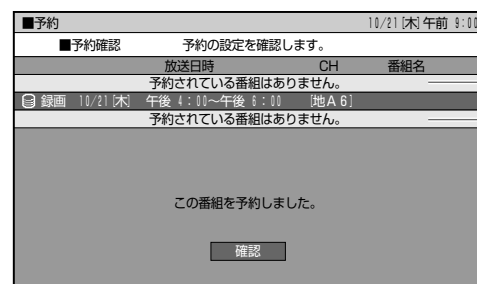 ■予約 10/21[木]午前 9:00
■予約確認 予約の設定を確認します。
放送日時 CH 番組名
予約されている番組はありません。
録画 10/21[木] 午後 4:00〜午後 6:00 [地A 6]
予約されている番組はありません。
この番組を予約しました。
確認